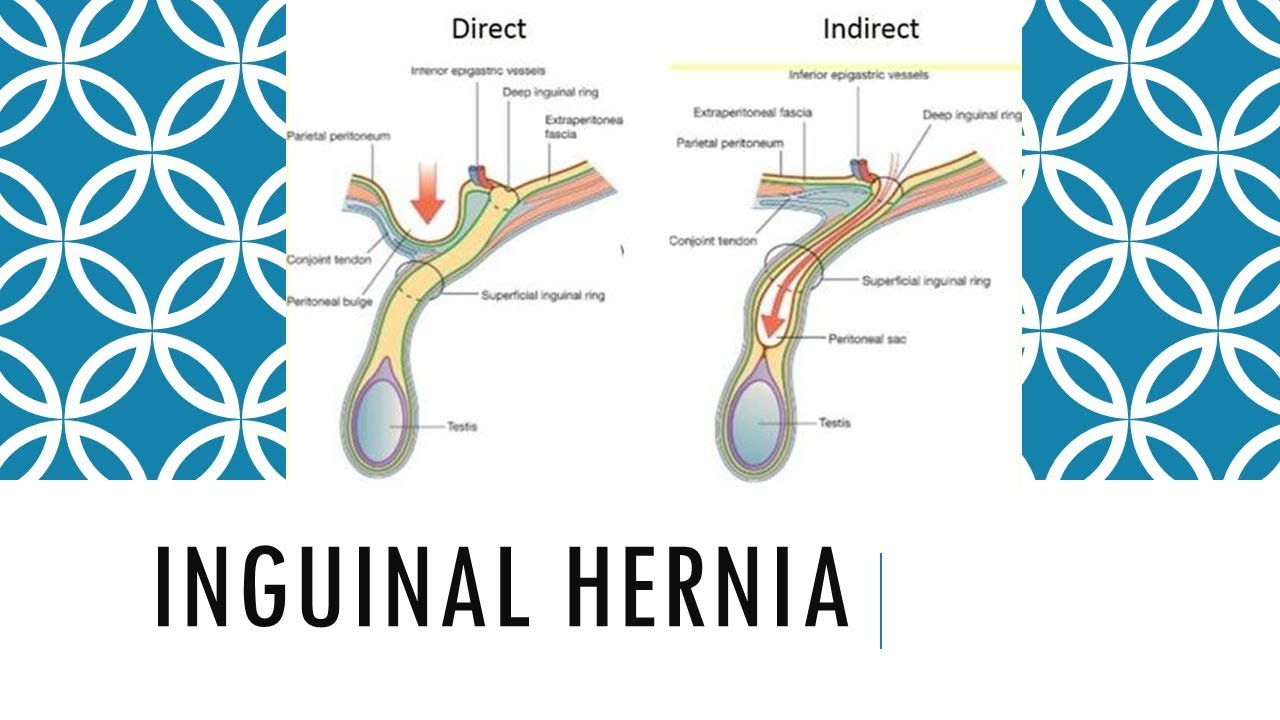 Direct
Inferior epigastric vessels
Deep inguinal ring
Extraperitonea
fascia
Parietal peritoneum
Conjoint tendon
Peritoneal bulge
Superficial inguinal ring
Testis
Indirect
Inferior epigastric vessels
Extraperitoneal fascia
Deep inguinal ring
Parietal peritoneum
Conjoint tendon
Superficial inguinal ring
Peritoneal sac
Testis
INGUINAL HERNIA